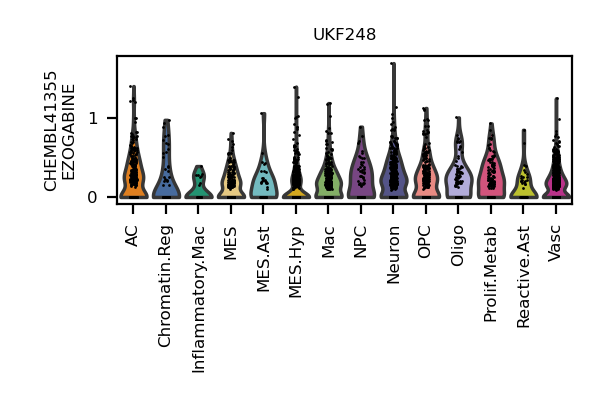 UKF248
CHEMBL41355
EZOGABINE
1
0
AC
Chromatin.Reg
Inflammatory.Mac
MES
MES.Ast
MES.Hyp
Mac
NPC
Neuron
OPC
Oligo
Prolif.Metab
Reactive.Ast
Vasc